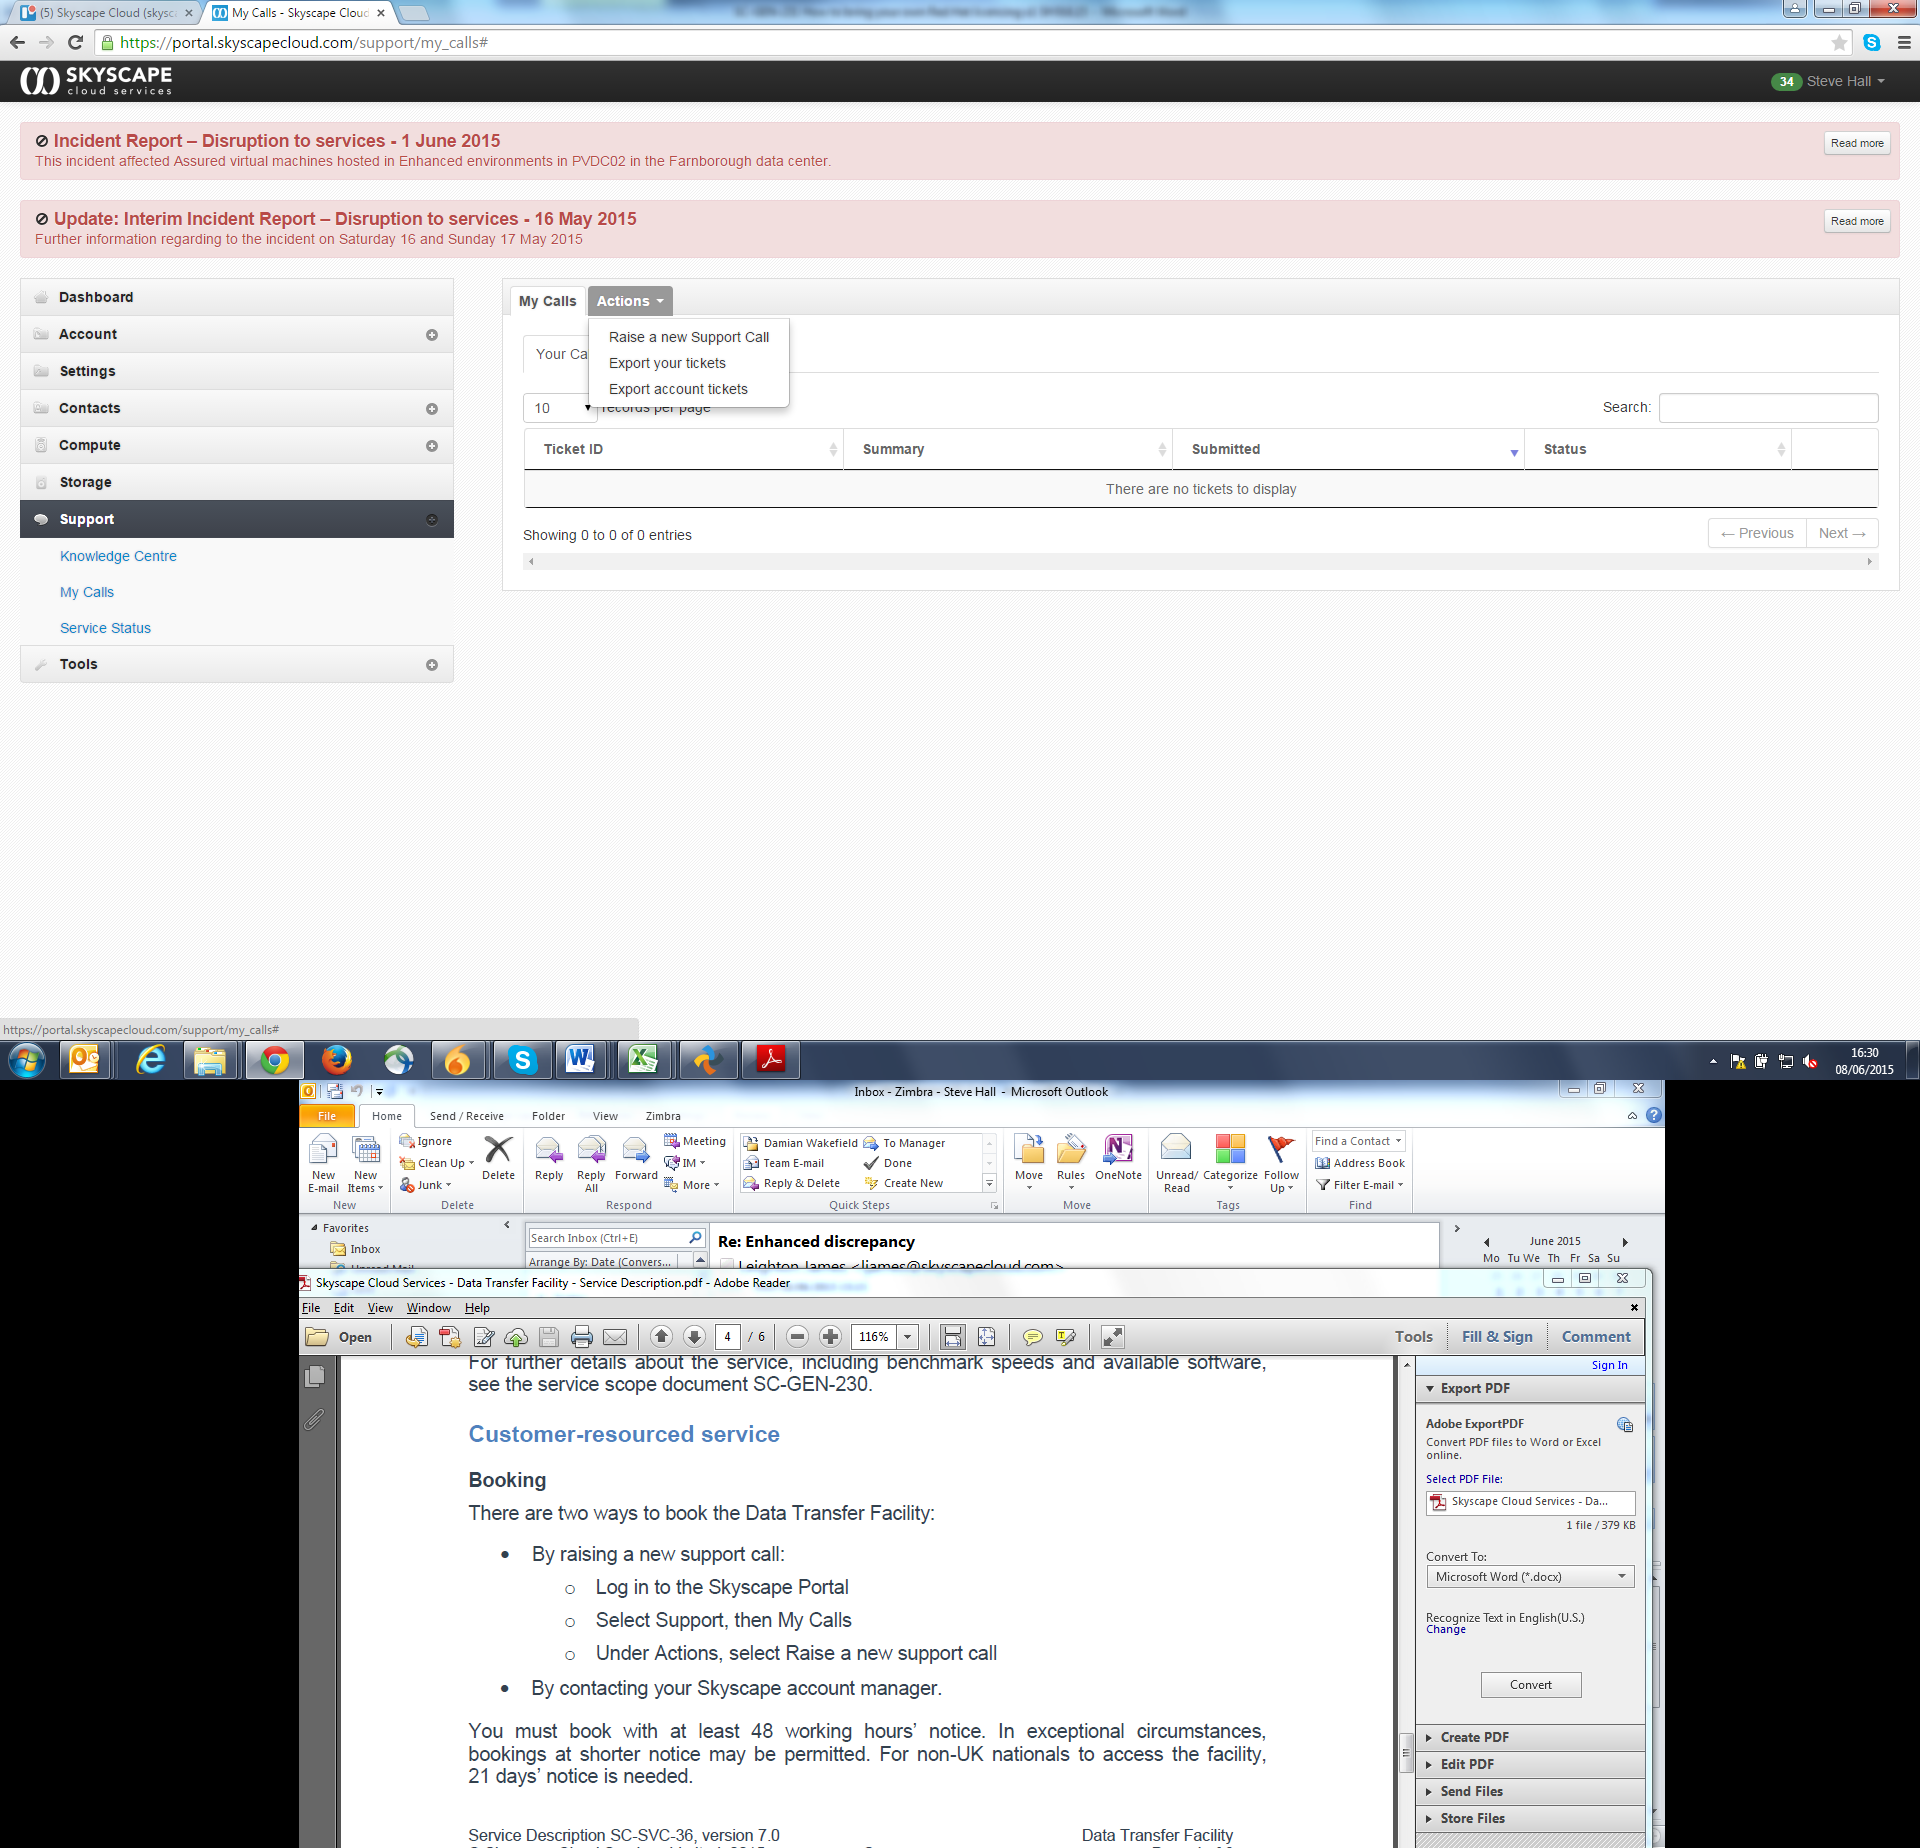 (5) Skyscape Cloud (skysc
My Calls - Skyscape Cloud
https://portal.skyscapecloud.com/support/my_calls#
SKYSCAPE
cloud services
34 Steve Hall
Incident Report – Disruption to services - 1 June 2015
This incident affected Assured virtual machines hosted in Enhanced environments in PVDC02 in the Farnborough data center.
Read more
Update: Interim Incident Report – Disruption to services - 16 May 2015
Further information regarding to the incident on Saturday 16 and Sunday 17 May 2015
Read more
Dashboard
Account
Settings
Contacts
Compute
Storage
Support
Knowledge Centre
My Calls
Service Status
Tools
My Calls Actions
Raise a new Support Call
Export your tickets
Export account tickets
Your Ca
10 records per page
Search:
Ticket ID Summary Submitted Status
There are no tickets to display
Showing 0 to 0 of 0 entries
← Previous Next →
https://portal.skyscapecloud.com/support/my_calls#
16:30
08/06/2015
Inbox - Zimbra - Steve Hall - Microsoft Outlook
File Home Send / Receive Folder View Zimbra
Ignore
Clean Up
Junk
Delete
New E-mail
New Items
Reply
Reply All
Forward
Meeting
IM
More
Damian Wakefield
Team E-mail
Reply & Delete
To Manager
Done
Create New
Move
Rules
OneNote
Unread/ Read
Categorize
Follow Up
Find a Contact
Address Book
Filter E-mail
New Delete Respond Quick Steps Move Tags Find
Favorites
Inbox
Unread Mail
Search Inbox (Ctrl+E)
Arrange By: Date (Convers...
Re: Enhanced discrepancy
Leighton James <ljames@skyscapecloud.com>
June 2015
Mo Tu We Th Fr Sa Su
Skyscape Cloud Services - Data Transfer Facility - Service Description.pdf - Adobe Reader
File Edit View Window Help
Open
4 / 6
116%
Tools Fill & Sign Comment
Sign In
For further details about the service, including benchmark speeds and available software,
see the service scope document SC-GEN-230.
Customer-resourced service
Booking
There are two ways to book the Data Transfer Facility:
• By raising a new support call:
o Log in to the Skyscape Portal
o Select Support, then My Calls
o Under Actions, select Raise a new support call
• By contacting your Skyscape account manager.
You must book with at least 48 working hours’ notice. In exceptional circumstances,
bookings at shorter notice may be permitted. For non-UK nationals to access the facility,
21 days’ notice is needed.
Service Description SC-SVC-36, version 7.0
Data Transfer Facility
Export PDF
Adobe ExportPDF
Convert PDF files to Word or Excel
online.
Select PDF File:
Skyscape Cloud Services - Da...
1 file / 379 KB
Convert To:
Microsoft Word (*.docx)
Recognize Text in English(U.S.)
Change
Convert
Create PDF
Edit PDF
Send Files
Store Files